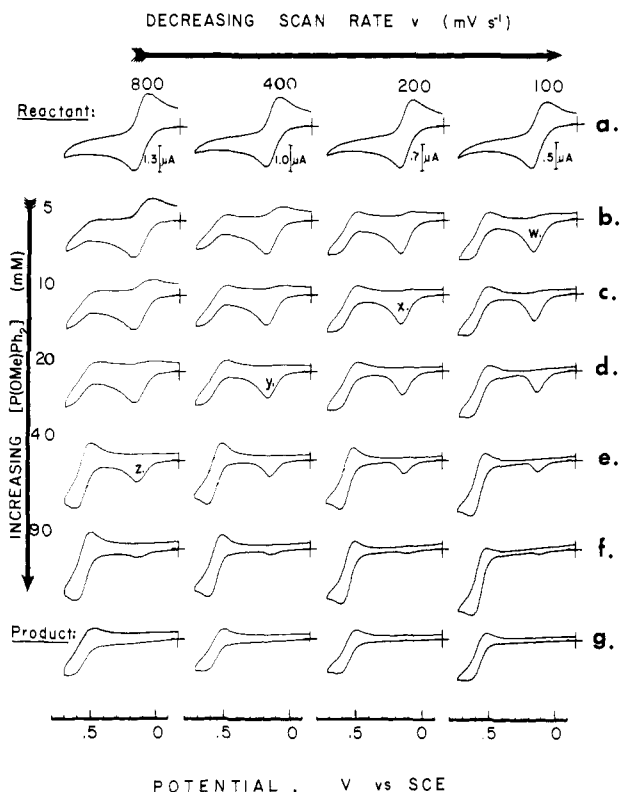 DECREASING SCAN RATE v (mV s⁻¹)
800 400 200 100
Reactant:
a.
1.3 μA 1.0 μA .7 μA .5 μA
5
b.
w.
10
c.
x.
20
d.
y.
40
e.
z.
90
f.
INCREASING [P(OMe)Ph₂] (mM)
Product:
g.
.5 0 .5 0 .5 0 .5 0
POTENTIAL, V vs SCE